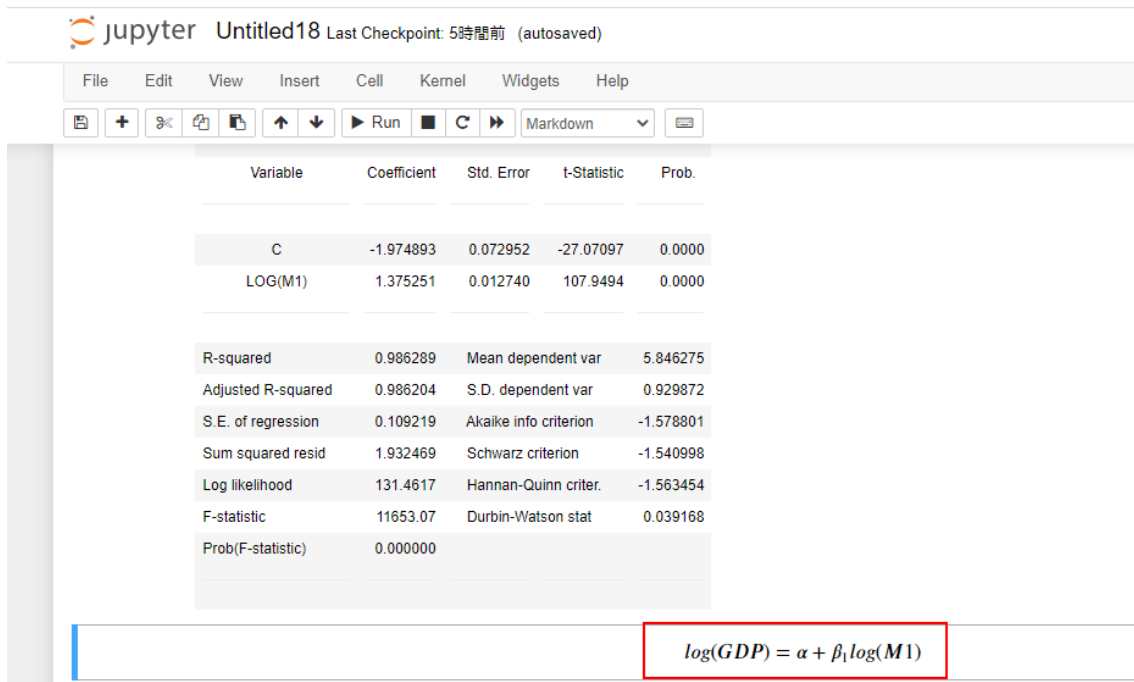 jupyter Untitled18 Last Checkpoint: 5時間前 (autosaved)
File Edit View Insert Cell Kernel Widgets Help
Run Markdown
Variable Coefficient Std. Error t-Statistic Prob.
C -1.974893 0.072952 -27.07097 0.0000
LOG(M1) 1.375251 0.012740 107.9494 0.0000
R-squared 0.986289 Mean dependent var 5.846275
Adjusted R-squared 0.986204 S.D. dependent var 0.929872
S.E. of regression 0.109219 Akaike info criterion -1.578801
Sum squared resid 1.932469 Schwarz criterion -1.540998
Log likelihood 131.4617 Hannan-Quinn criter. -1.563454
F-statistic 11653.07 Durbin-Watson stat 0.039168
Prob(F-statistic) 0.000000
log(GDP) = α + β₁log(M1)